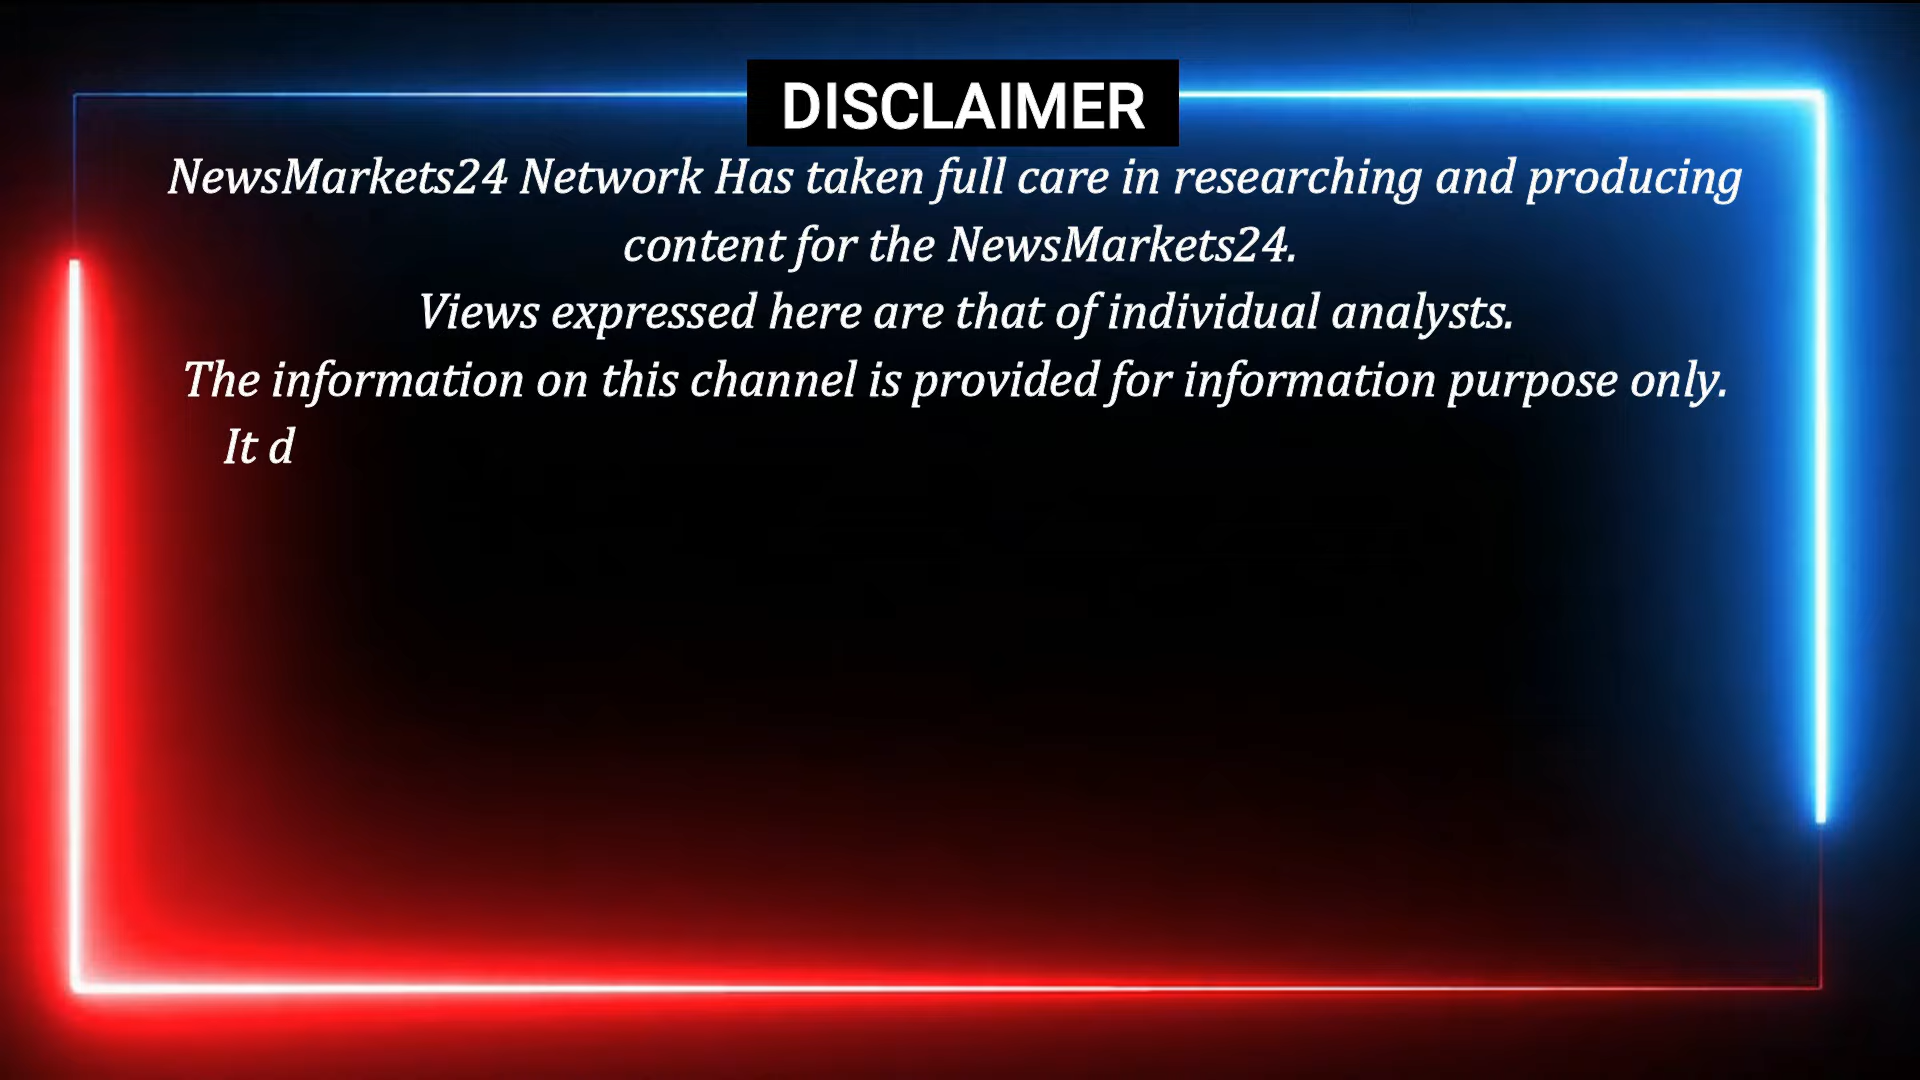 DISCLAIMER
NewsMarkets24 Network Has taken full care in researching and producing
content for the NewsMarkets24.
Views expressed here are that of individual analysts.
The information on this channel is provided for information purpose only.
It d